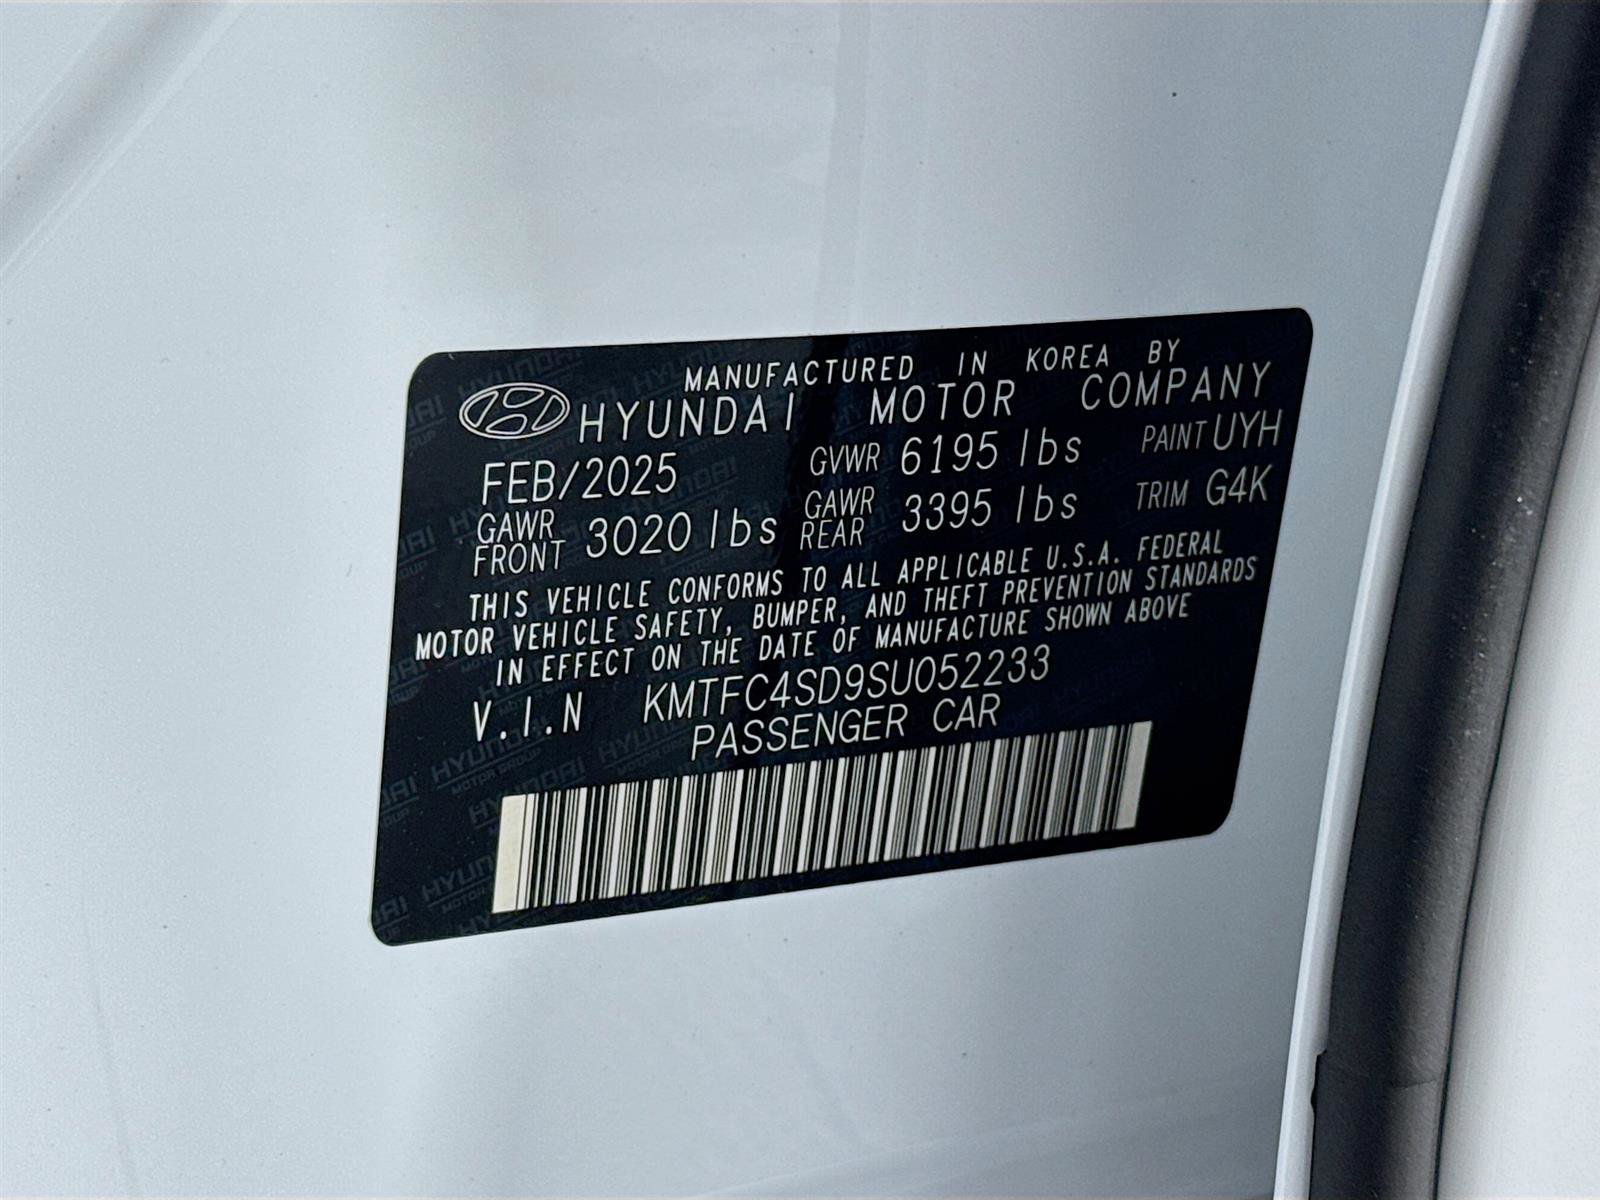 MANUFACTURED IN KOREA BY
HYUNDAI MOTOR COMPANY
FEB/2025 GVWR 6195 lbs PAINT UYH
GAWR FRONT 3020 lbs GAWR REAR 3395 lbs TRIM G4K
THIS VEHICLE CONFORMS TO ALL APPLICABLE U.S.A. FEDERAL
MOTOR VEHICLE SAFETY, BUMPER, AND THEFT PREVENTION STANDARDS
IN EFFECT ON THE DATE OF MANUFACTURE SHOWN ABOVE
V.I.N KMTFC4SD9SU052233
PASSENGER CAR